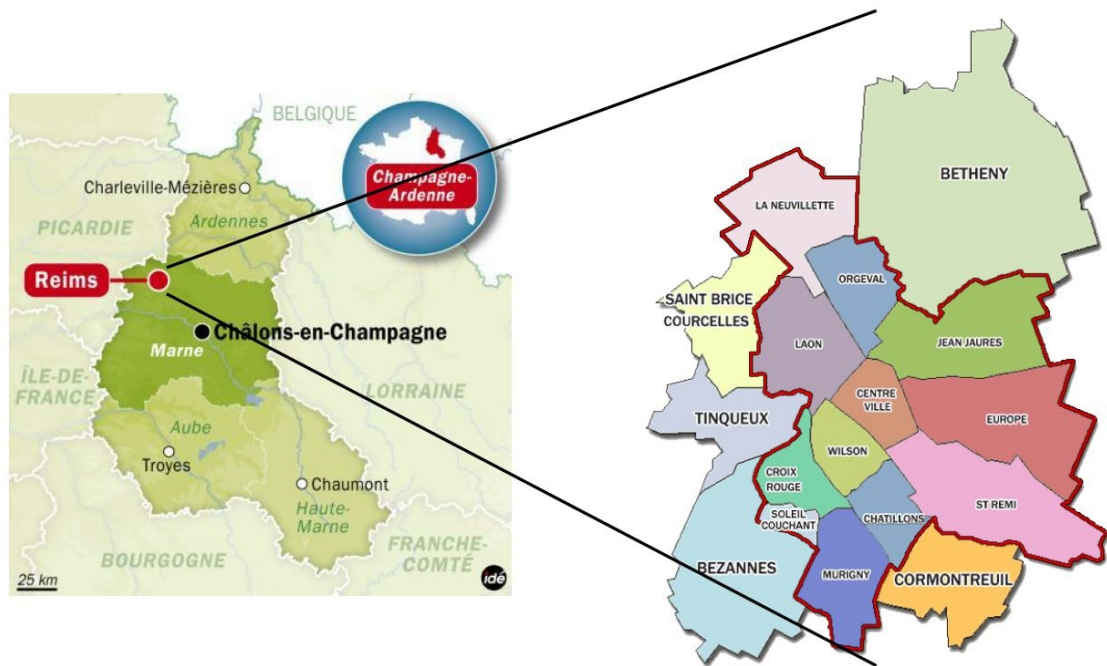 BELGIQUE
Champagne-
Ardenne
Charleville-Mézières
Ardennes
PICARDIE
Reims
Châlons-en-Champagne
Marne
ÎLE-DE-
FRANCE
LORRAINE
Aube
Troyes
Chaumont
Haute-
Marne
BOURGOGNE
FRANCHE-
COMTÉ
25 km
idé
BETHENY
LA NEUVILLETTE
ORGEVAL
SAINT BRICE
COURCELLES
LAON
JEAN JAURES
CENTRE
VILLE
EUROPE
TINQUEUX
WILSON
CROIX
ROUGE
ST REMI
SOLEIL
COUCHANT
CHATILLONS
BEZANNES
MURIGNY
CORMONTREUIL